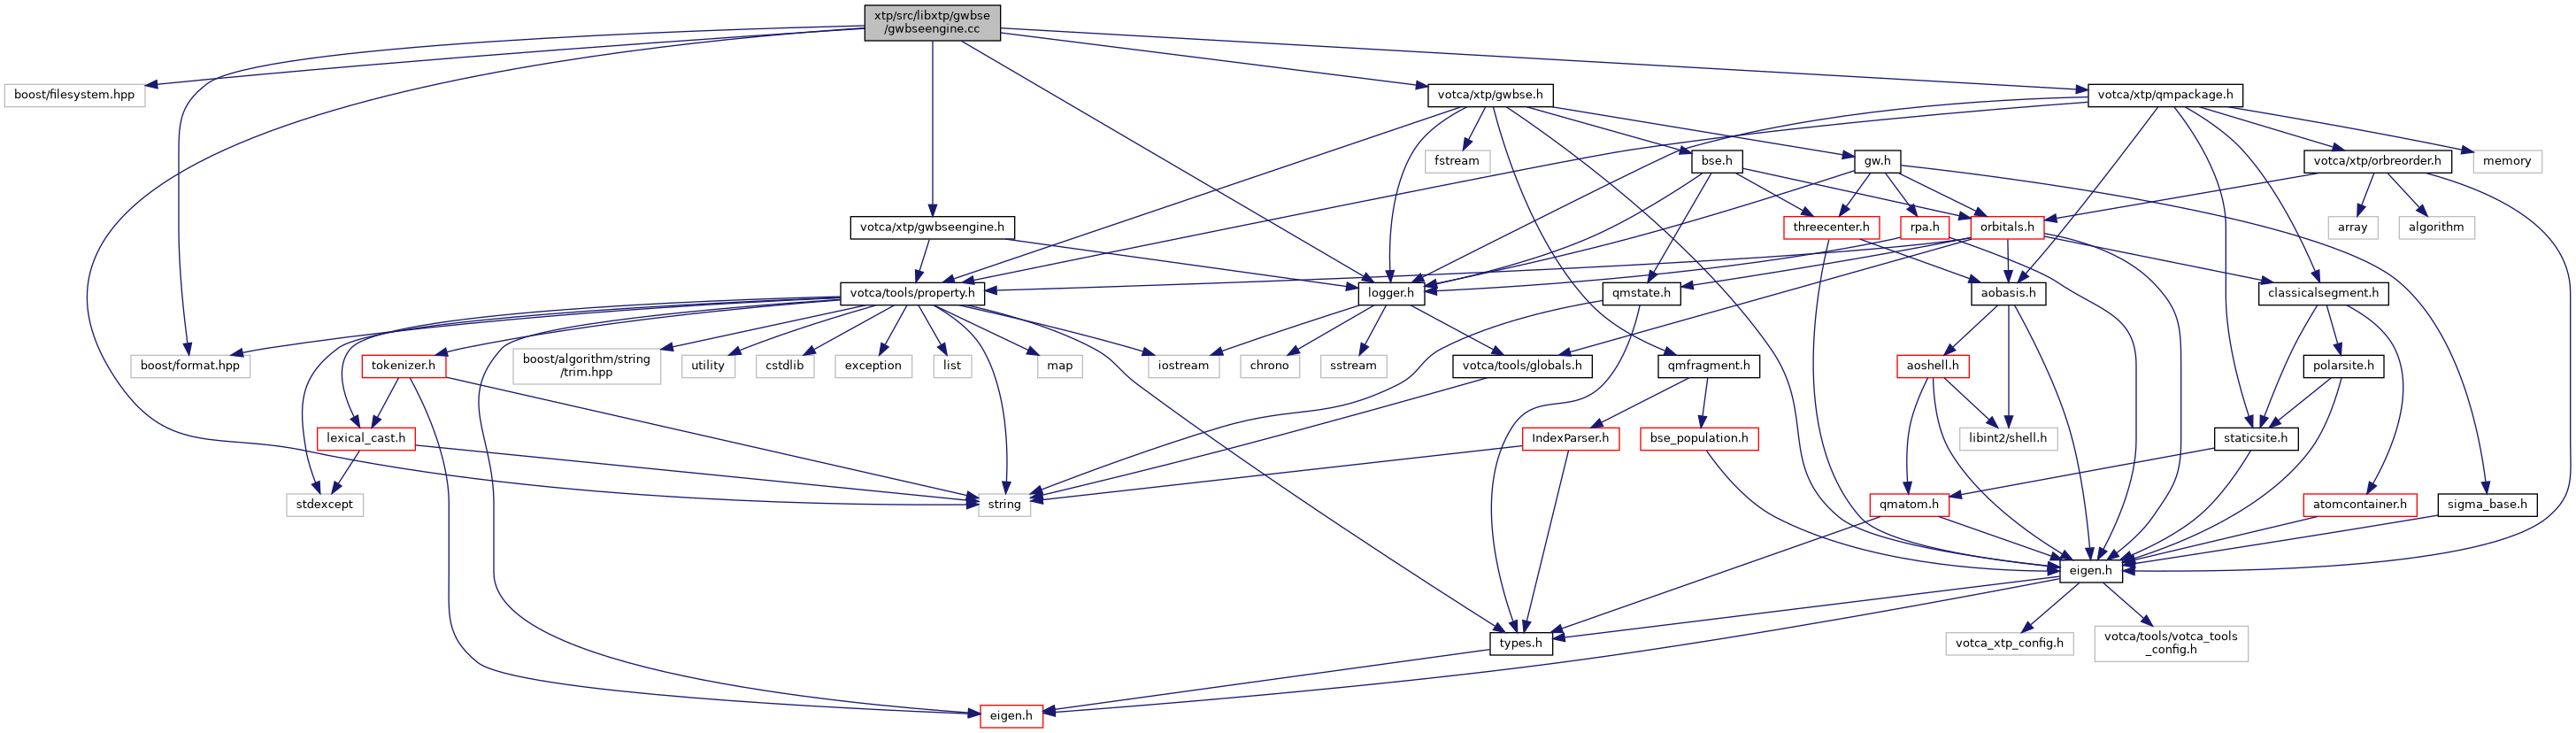 xtp/src/libxtp/gwbse
/gwbseengine.cc
boost/filesystem.hpp
votca/xtp/gwbse.h
votca/xtp/qmpackage.h
fstream
bse.h
gw.h
votca/xtp/orbreorder.h
memory
votca/xtp/gwbseengine.h
threecenter.h
rpa.h
orbitals.h
array
algorithm
votca/tools/property.h
logger.h
qmstate.h
aobasis.h
classicalsegment.h
boost/format.hpp
tokenizer.h
boost/algorithm/string
/trim.hpp
utility
cstdlib
exception
list
map
iostream
chrono
sstream
votca/tools/globals.h
qmfragment.h
aoshell.h
polarsite.h
lexical_cast.h
IndexParser.h
bse_population.h
libint2/shell.h
staticsite.h
stdexcept
string
qmatom.h
atomcontainer.h
sigma_base.h
eigen.h
types.h
votca_xtp_config.h
votca/tools/votca_tools
_config.h
eigen.h